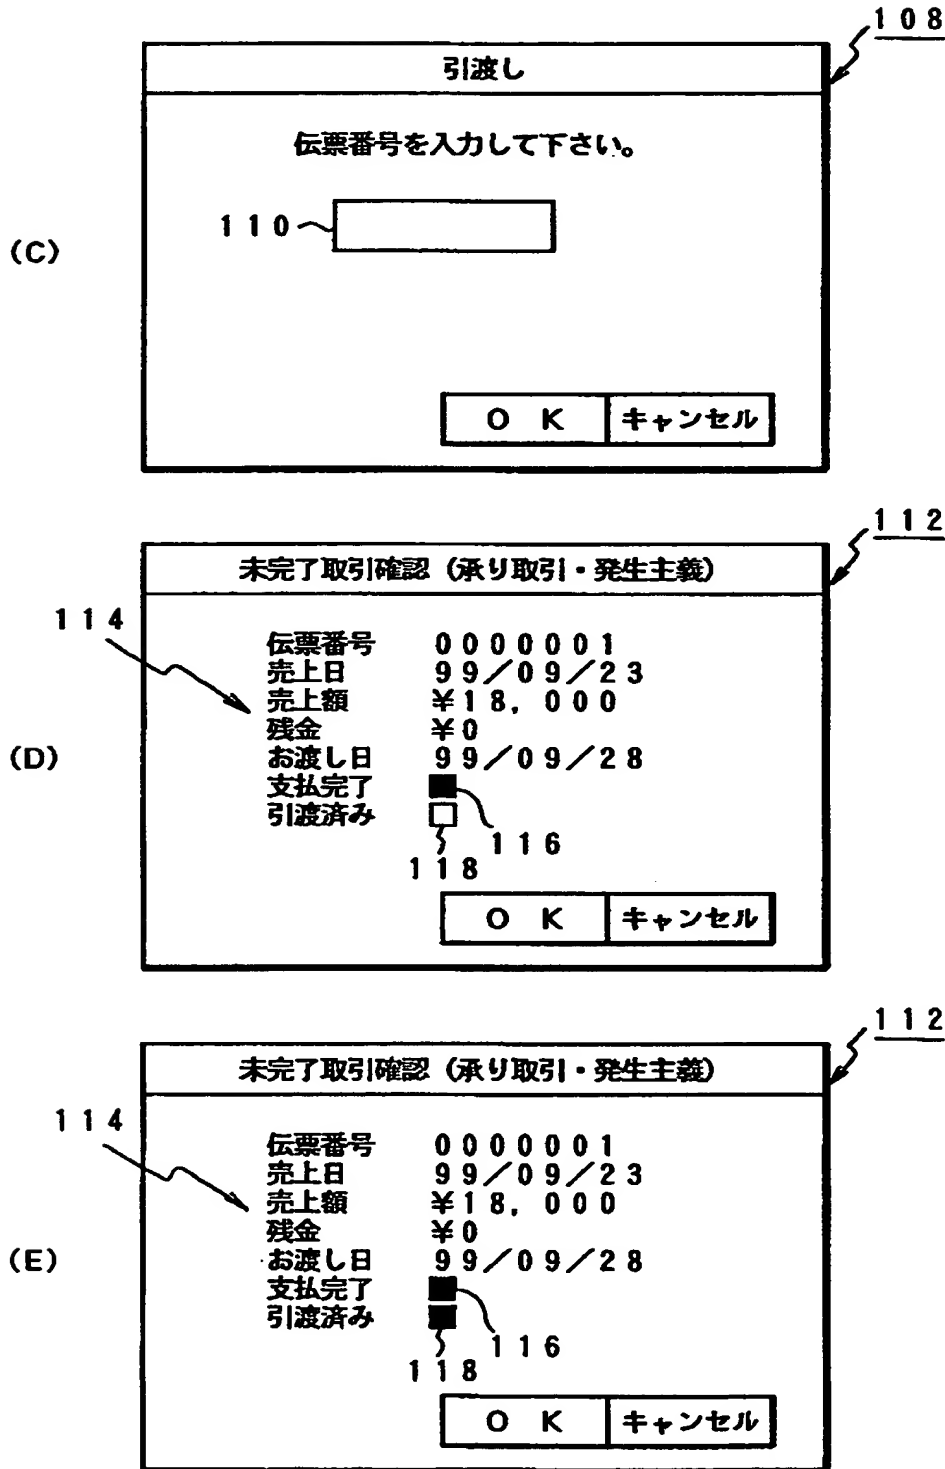 108
引渡し
伝票番号を入力して下さい。
110
(C)
OK キャンセル
112
未完了取引確認(承り取引・発生主義)
114
伝票番号 0000001
売上日 99/09/23
売上額 ¥18,000
残金 ¥0
(D)
お渡し日 99/09/28
支払完了
引渡済み
116
118
OK キャンセル
112
未完了取引確認(承り取引・発生主義)
114
伝票番号 0000001
売上日 99/09/23
売上額 ¥18,000
残金 ¥0
(E)
お渡し日 99/09/28
支払完了
引渡済み
116
118
OK キャンセル